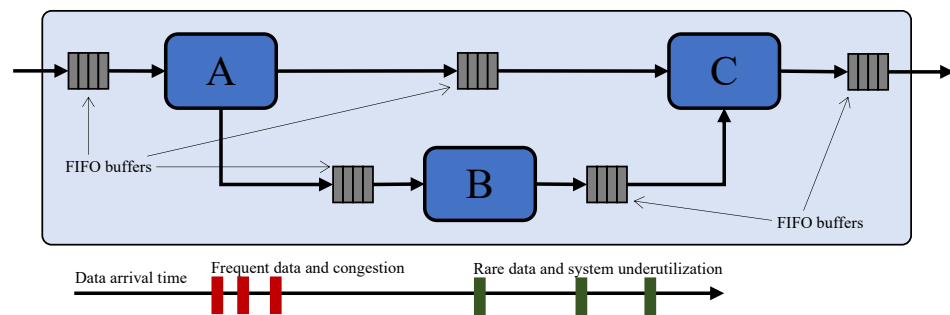 A
C
FIFO buffers
B
FIFO buffers
Frequent data and congestion
Rare data and system underutilization
Data arrival time